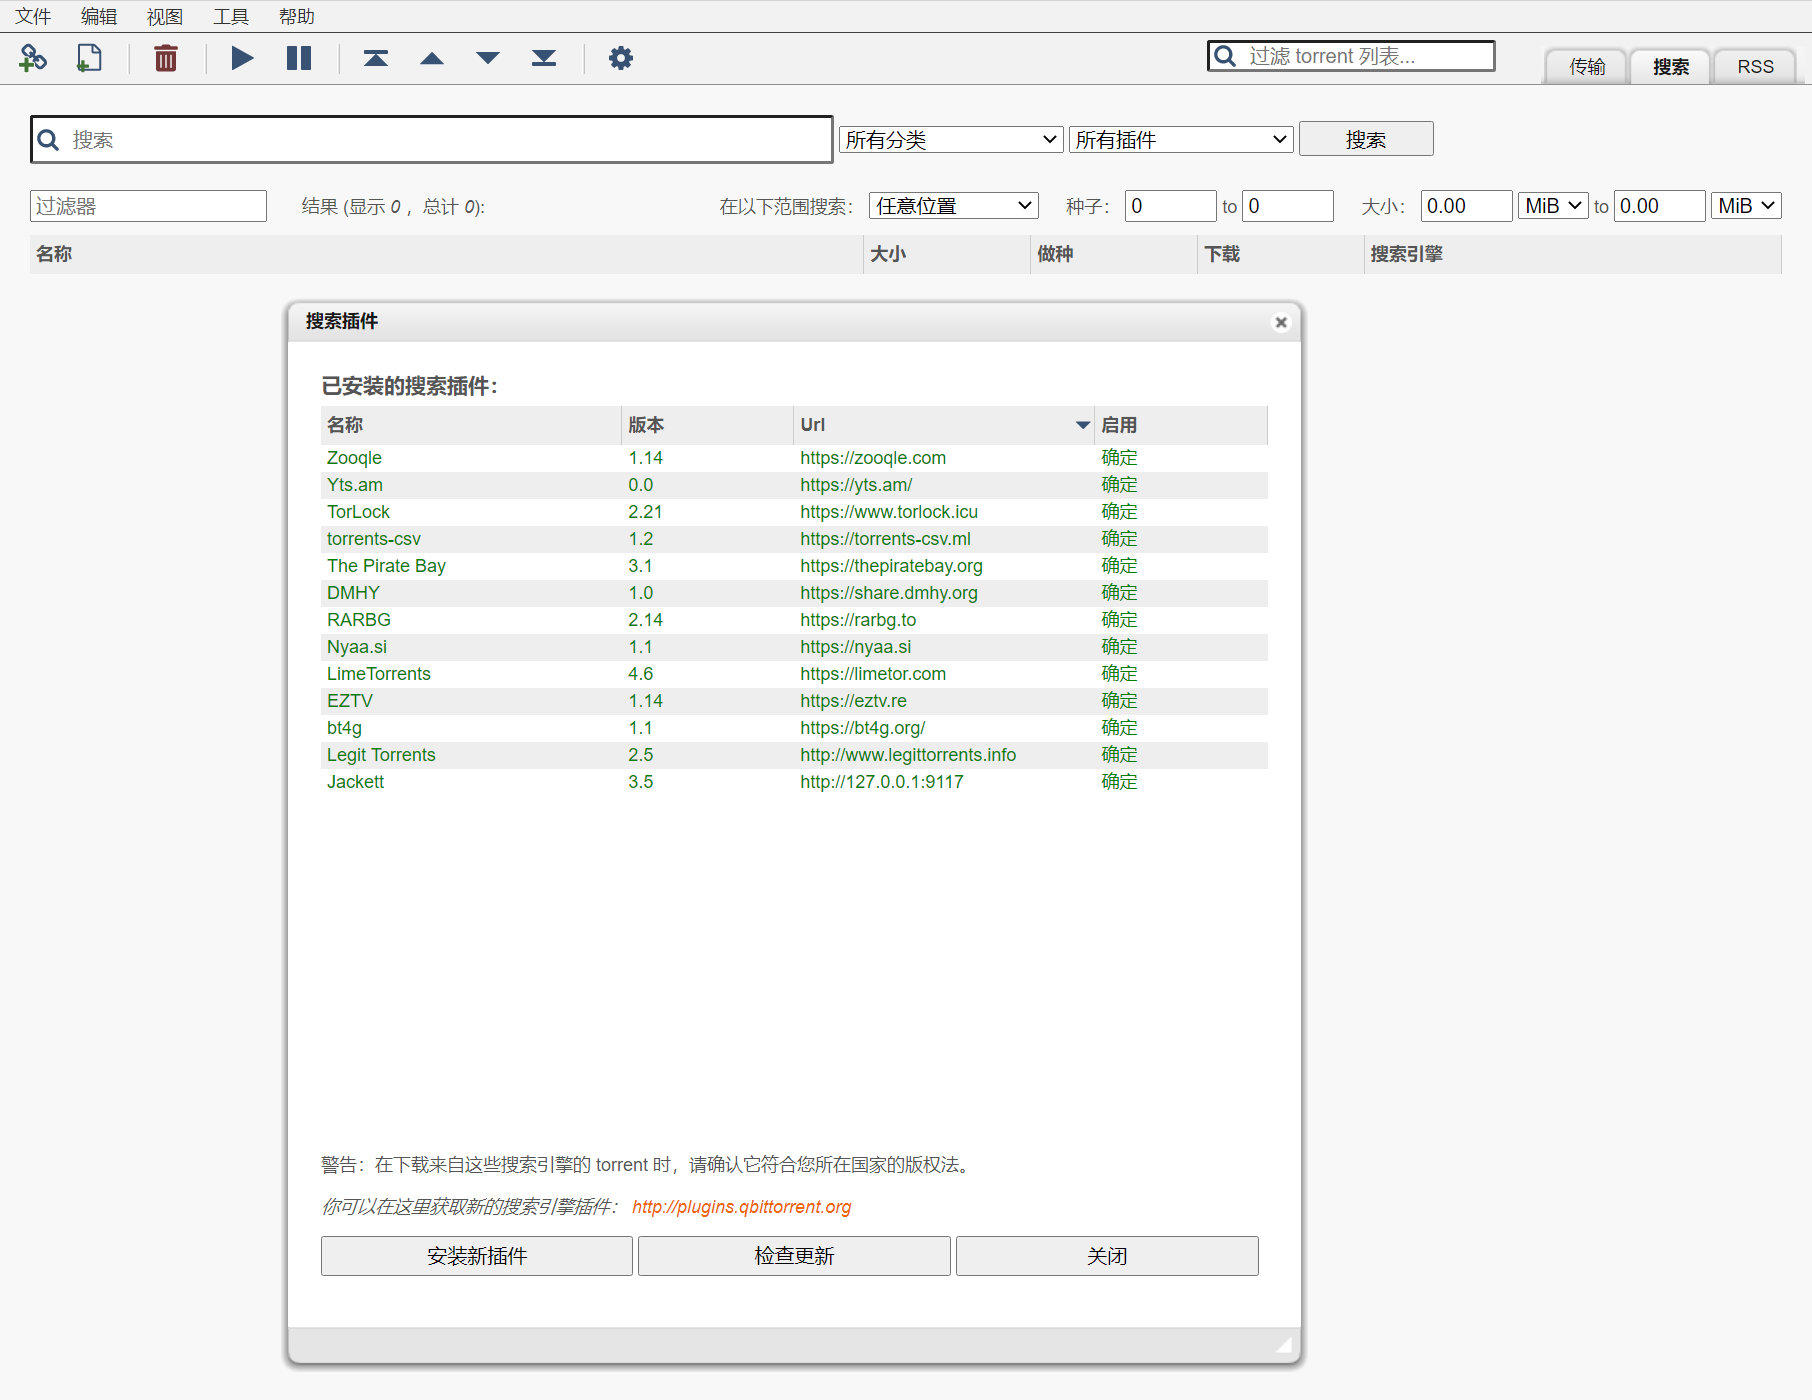 文件 编辑 视图 工具 帮助
过滤 torrent 列表...
传输 搜索 RSS
搜索 所有分类 所有插件 搜索
过滤器 结果 (显示 0 ，总计 0): 在以下范围搜索： 任意位置 种子： 0 to 0 大小： 0.00 MiB to 0.00 MiB
名称 大小 做种 下载 搜索引擎
搜索插件
已安装的搜索插件：
名称 版本 Url 启用
Zooqle 1.14 https://zooqle.com 确定
Yts.am 0.0 https://yts.am/ 确定
TorLock 2.21 https://www.torlock.icu 确定
torrents-csv 1.2 https://torrents-csv.ml 确定
The Pirate Bay 3.1 https://thepiratebay.org 确定
DMHY 1.0 https://share.dmhy.org 确定
RARBG 2.14 https://rarbg.to 确定
Nyaa.si 1.1 https://nyaa.si 确定
LimeTorrents 4.6 https://limetor.com 确定
EZTV 1.14 https://eztv.re 确定
bt4g 1.1 https://bt4g.org/ 确定
Legit Torrents 2.5 http://www.legittorrents.info 确定
Jackett 3.5 http://127.0.0.1:9117 确定
警告：在下载来自这些搜索引擎的 torrent 时，请确认它符合您所在国家的版权法。
你可以在这里获取新的搜索引擎插件： http://plugins.qbittorrent.org
安装新插件 检查更新 关闭